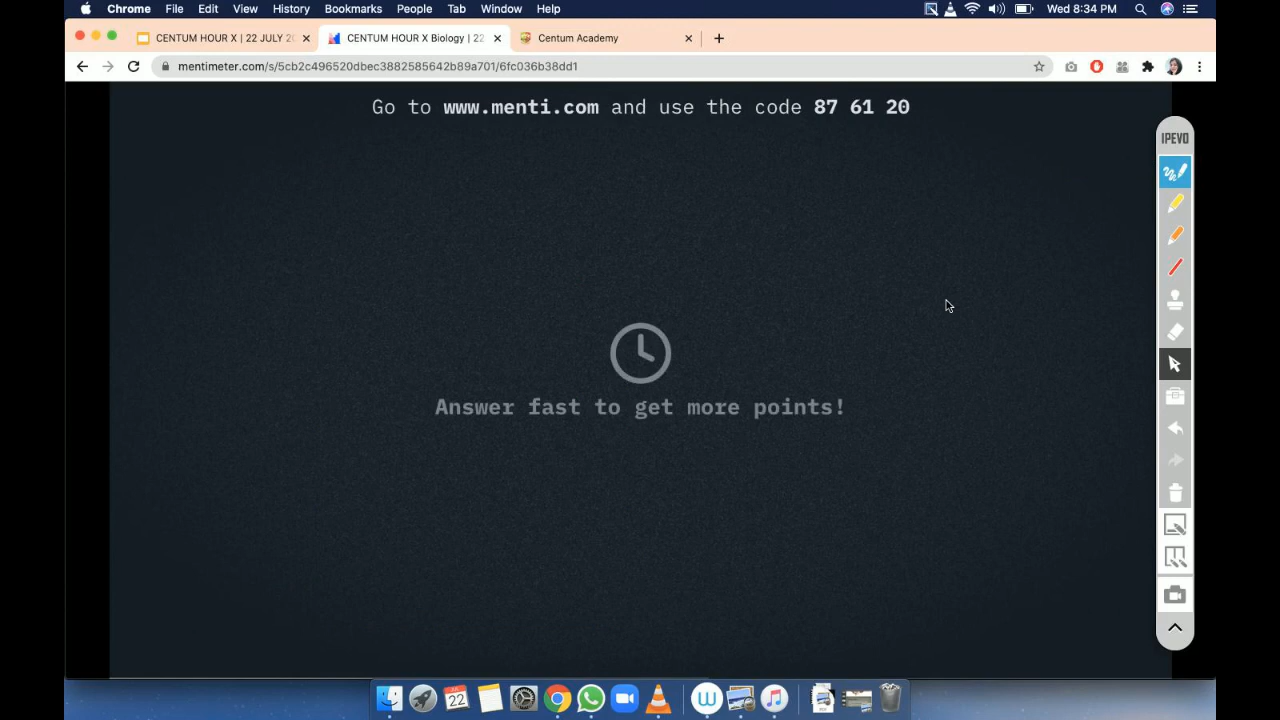 Chrome File Edit View History Bookmarks People Tab Window Help Wed 8:34 PM
CENTUM HOUR X | 22 JULY 20 CENTUM HOUR X Biology | 22 Centum Academy
mentimeter.com/s/5cb2c496520dbec3882585642b89a701/6fc036b38dd1
Go to www.menti.com and use the code 87 61 20
IPEVO
Answer fast to get more points!
22